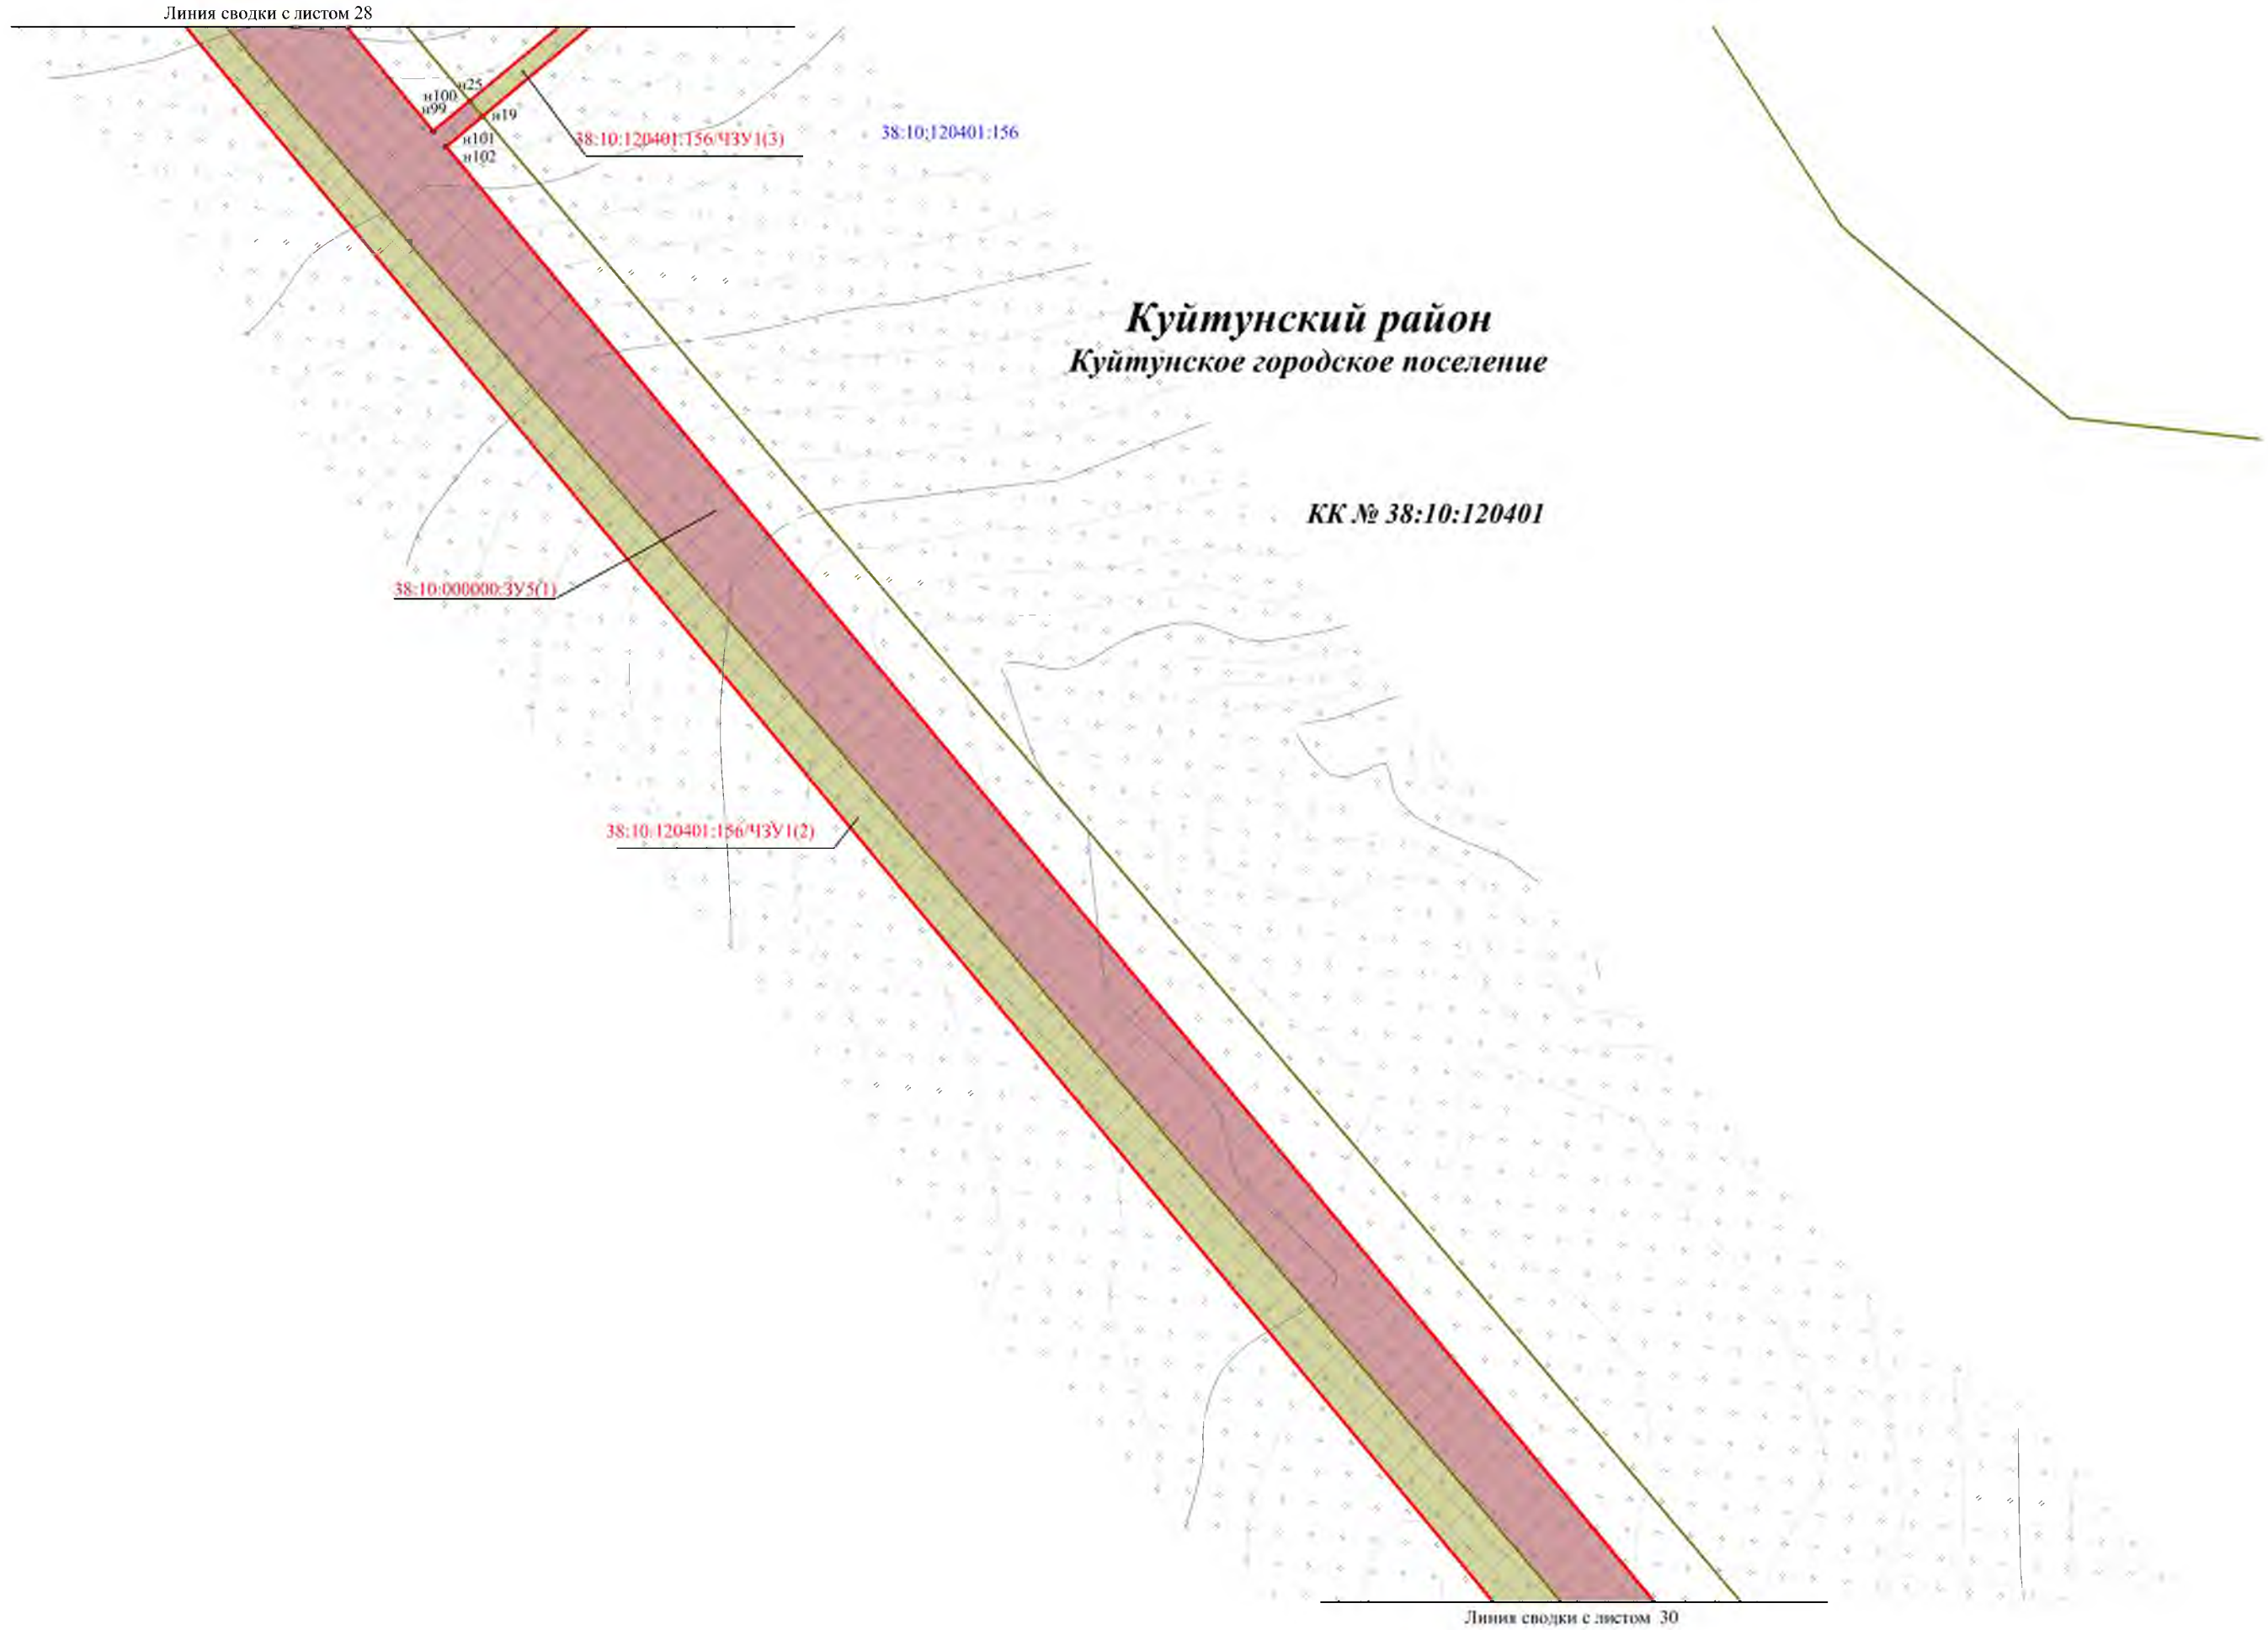 Линия сводки с листом 28
н25
н100
н99
н19
н101
н102
38:10:120401:156/ЧЗУ1(3)
38:10:120401:156
Куйтунский район
Куйтунское городское поселение
КК № 38:10:120401
38:10:000000:ЗУ5(1)
38:10:120401:156/ЧЗУ1(2)
Линия сводки с листом 30